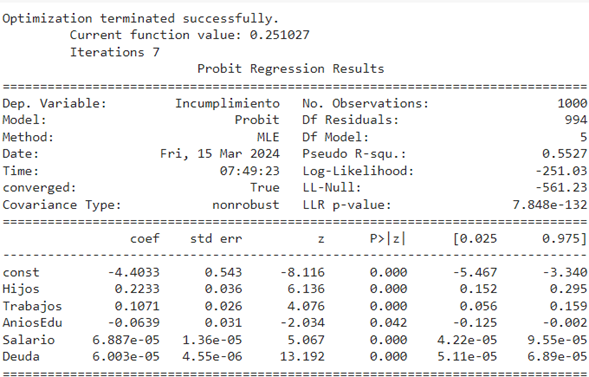 Optimization terminated successfully.
         Current function value: 0.251027
         Iterations 7
                          Probit Regression Results
==============================================================================
Dep. Variable:         Incumplimiento   No. Observations:                 1000
Model:                         Probit   Df Residuals:                      994
Method:                           MLE   Df Model:                            5
Date:                Fri, 15 Mar 2024   Pseudo R-squ.:                  0.5527
Time:                        07:49:23   Log-Likelihood:                -251.03
converged:                       True   LL-Null:                       -561.23
Covariance Type:            nonrobust   LLR p-value:                7.848e-132
==============================================================================
                 coef    std err          z      P>|z|      [0.025      0.975]
------------------------------------------------------------------------------
const         -4.4033      0.543     -8.116      0.000      -5.467      -3.340
Hijos          0.2233      0.036      6.136      0.000       0.152       0.295
Trabajos       0.1071      0.026      4.076      0.000       0.056       0.159
AniosEdu      -0.0639      0.031     -2.034      0.042      -0.125      -0.002
Salario     6.887e-05   1.36e-05      5.067      0.000    4.22e-05    9.55e-05
Deuda       6.003e-05   4.55e-06     13.192      0.000    5.11e-05    6.89e-05
==============================================================================